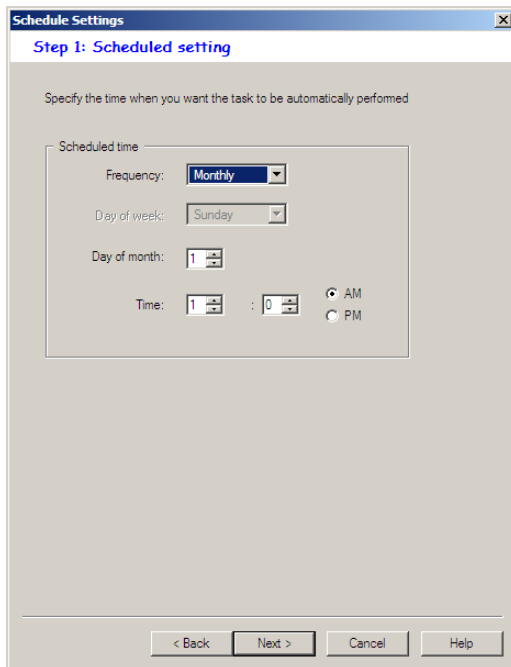 Schedule Settings
Step 1: Scheduled setting
Specify the time when you want the task to be automatically performed
Scheduled time
Frequency: Monthly
Day of week: Sunday
Day of month: 1
Time: 1 : 0 AM
PM
< Back Next > Cancel Help